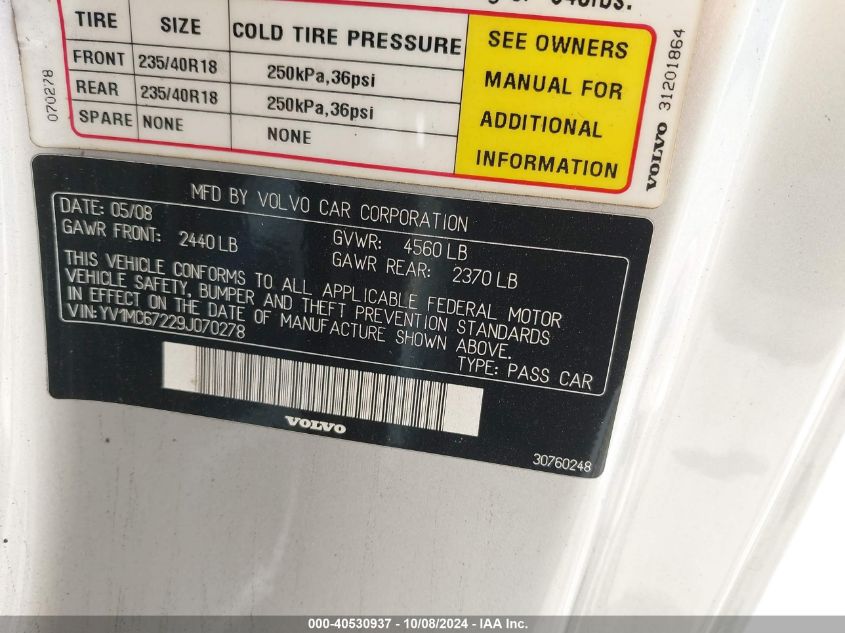 TIRE SIZE COLD TIRE PRESSURE SEE OWNERS
FRONT 235/40R18 250kPa,36psi MANUAL FOR
REAR 235/40R18 250kPa,36psi ADDITIONAL
SPARE NONE NONE INFORMATION
070278
VOLVO 31201864
MFD BY VOLVO CAR CORPORATION
DATE: 05/08
GAWR FRONT: 2440 LB GVWR: 4560 LB
GAWR REAR: 2370 LB
THIS VEHICLE CONFORMS TO ALL APPLICABLE FEDERAL MOTOR
VEHICLE SAFETY, BUMPER AND THEFT PREVENTION STANDARDS
IN EFFECT ON THE DATE OF MANUFACTURE SHOWN ABOVE.
VIN: YV1MC67229J070278
TYPE: PASS CAR
VOLVO
30760248
000-40530937 - 10/08/2024 - IAA Inc.